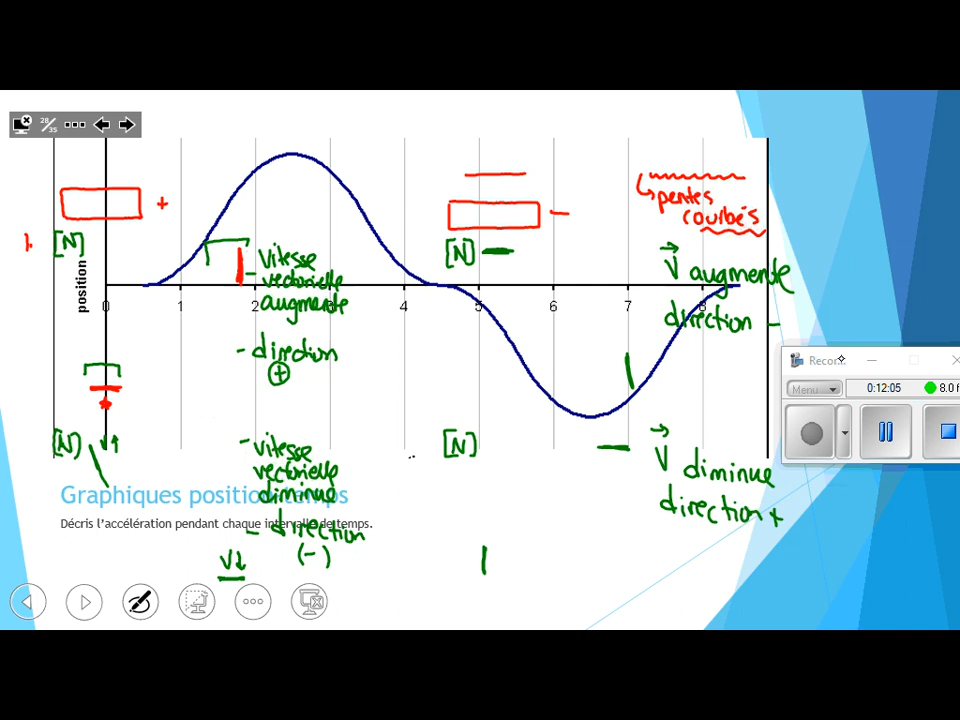 28/35
+
pentes
courbés
1. [N]
[N] -
vitesse
vectorielle
augmente
V augmente
direction -
position
0 1 2 3 4 5 6 7 8
- direction
+
Recor...
Menu
0:12:05
8.0 f
[N] V↑
[N]
- vitesse
vectorielle
diminue
V diminue
direction +
Graphiques position-temps
Décris l'accélération pendant chaque intervalle de temps.
- direction
(-)
V↓